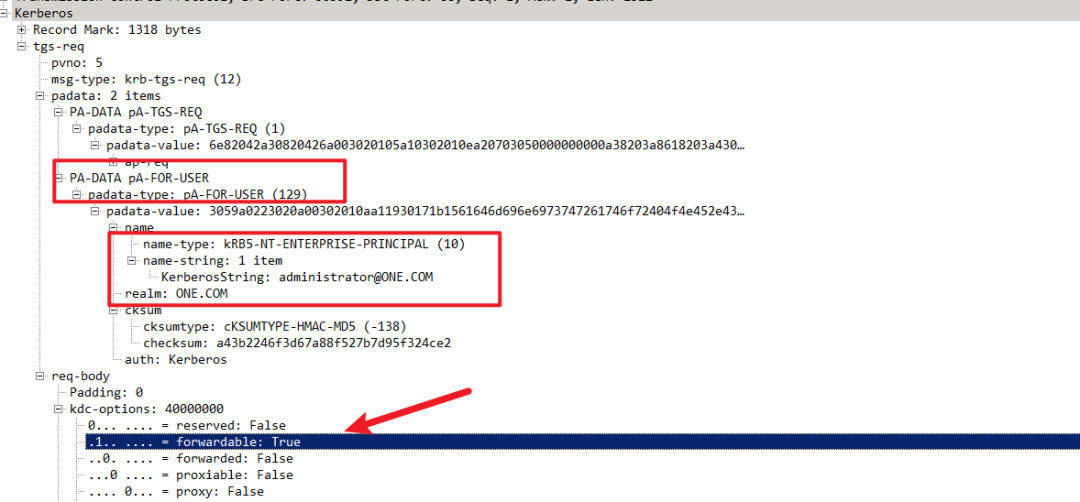 Kerberos
Record Mark: 1318 bytes
tgs-req
pvno: 5
msg-type: krb-tgs-req (12)
padata: 2 items
PA-DATA pA-TGS-REQ
padata-type: pA-TGS-REQ (1)
padata-value: 6e82042a30820426a003020105a10302010ea20703050000000000a38203a8618203a430…
ap-req
PA-DATA pA-FOR-USER
padata-type: pA-FOR-USER (129)
padata-value: 3059a0223020a00302010aa11930171b1561646d696e6973747261746f72404f4e452e43…
name
name-type: kRB5-NT-ENTERPRISE-PRINCIPAL (10)
name-string: 1 item
KerberosString: administrator@ONE.COM
realm: ONE.COM
cksum
cksumtype: cKSUMTYPE-HMAC-MD5 (-138)
checksum: a43b2246f3d67a88f527b7d95f324ce2
auth: Kerberos
req-body
Padding: 0
kdc-options: 40000000
0... .... = reserved: False
.1.. .... = forwardable: True
..0. .... = forwarded: False
...0 .... = proxiable: False
.... 0... = proxy: False